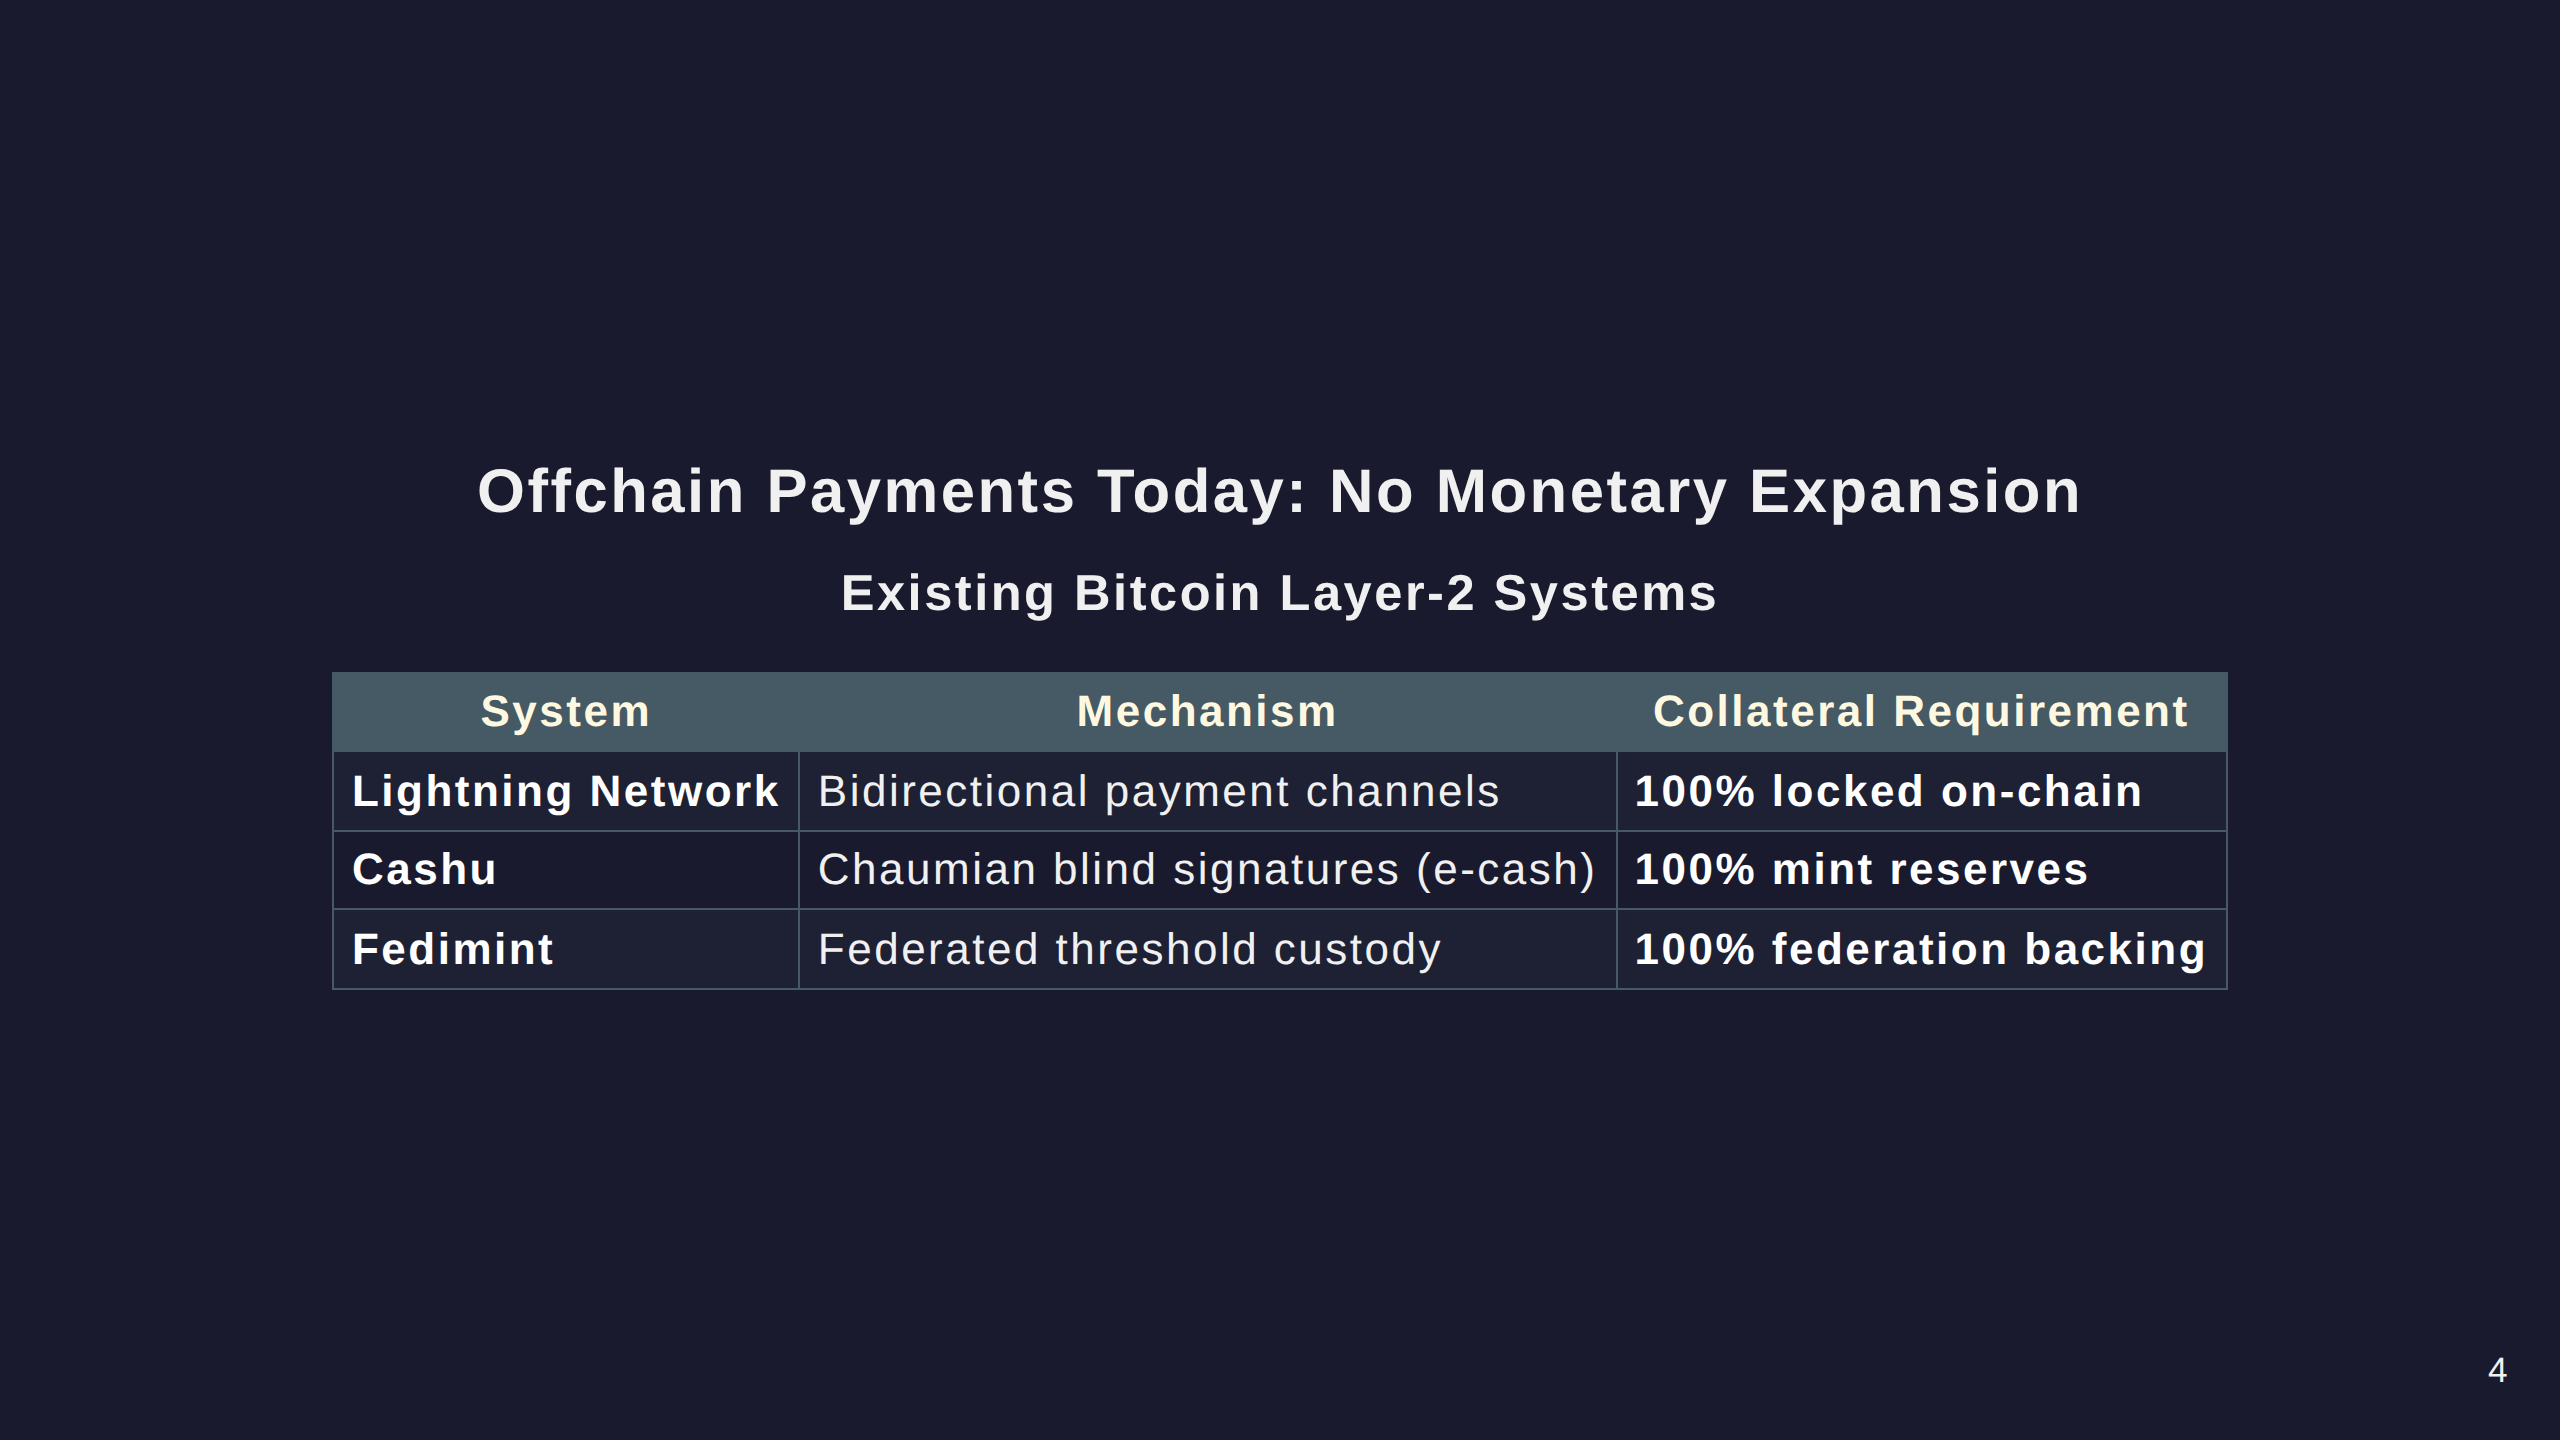 Offchain Payments Today: No Monetary Expansion
Existing Bitcoin Layer-2 Systems
System Mechanism Collateral Requirement
Lightning Network Bidirectional payment channels 100% locked on-chain
Cashu Chaumian blind signatures (e-cash) 100% mint reserves
Fedimint Federated threshold custody 100% federation backing
4